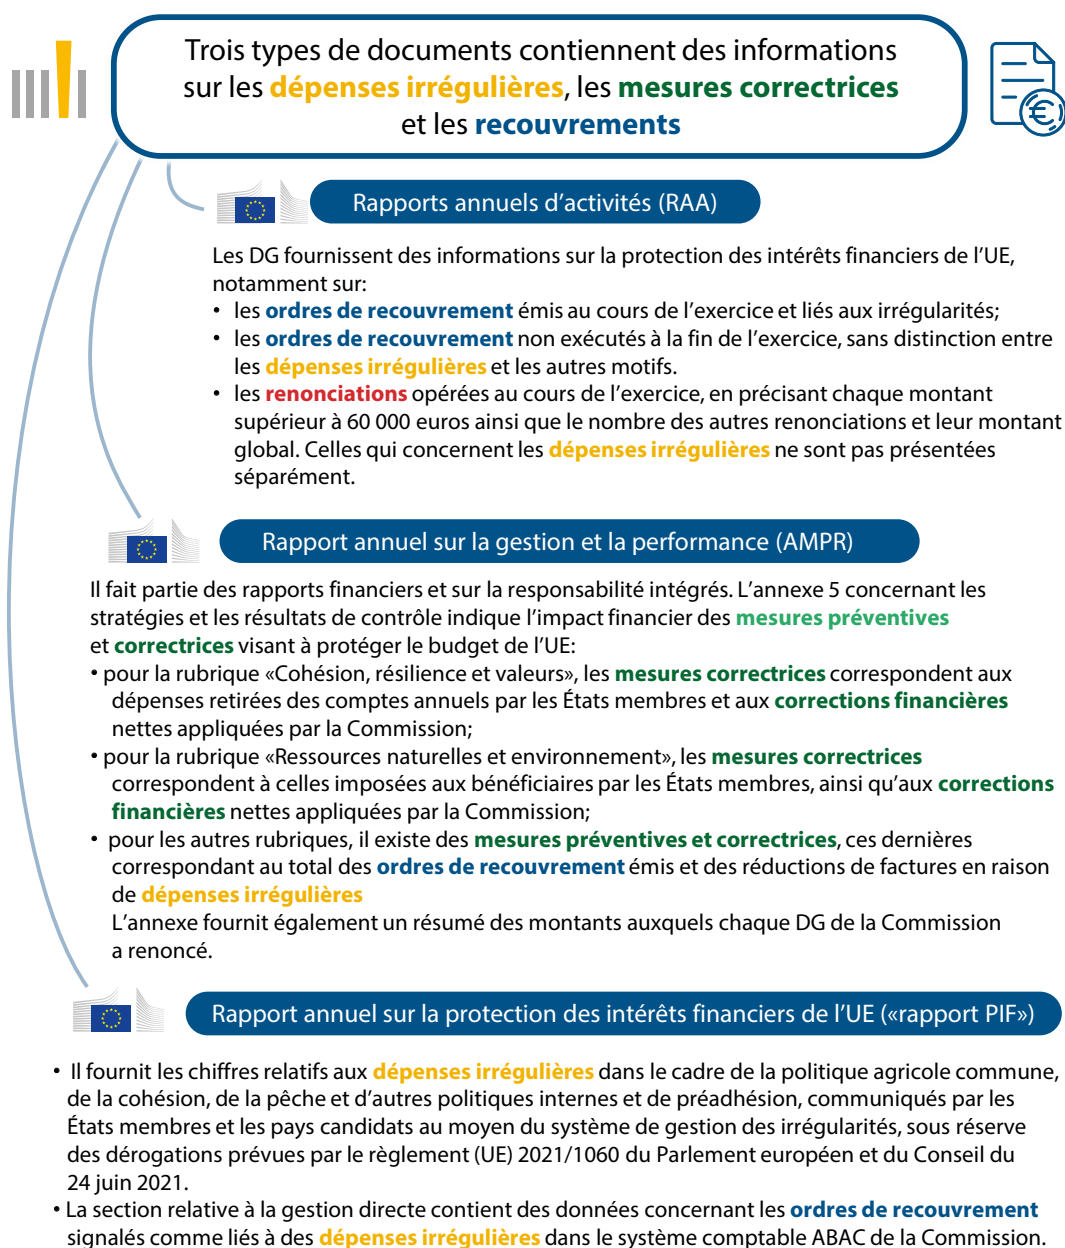 Trois types de documents contiennent des informations
sur les dépenses irrégulières, les mesures correctrices
et les recouvrements
Rapports annuels d’activités (RAA)
Les DG fournissent des informations sur la protection des intérêts financiers de l’UE,
notamment sur:
• les ordres de recouvrement émis au cours de l’exercice et liés aux irrégularités;
• les ordres de recouvrement non exécutés à la fin de l’exercice, sans distinction entre
les dépenses irrégulières et les autres motifs.
• les renonciations opérées au cours de l’exercice, en précisant chaque montant
supérieur à 60 000 euros ainsi que le nombre des autres renonciations et leur montant
global. Celles qui concernent les dépenses irrégulières ne sont pas présentées
séparément.
Rapport annuel sur la gestion et la performance (AMPR)
Il fait partie des rapports financiers et sur la responsabilité intégrés. L’annexe 5 concernant les
stratégies et les résultats de contrôle indique l’impact financier des mesures préventives
et correctrices visant à protéger le budget de l’UE:
• pour la rubrique «Cohésion, résilience et valeurs», les mesures correctrices correspondent aux
dépenses retirées des comptes annuels par les États membres et aux corrections financières
nettes appliquées par la Commission;
• pour la rubrique «Ressources naturelles et environnement», les mesures correctrices
correspondent à celles imposées aux bénéficiaires par les États membres, ainsi qu’aux corrections
financières nettes appliquées par la Commission;
• pour les autres rubriques, il existe des mesures préventives et correctrices, ces dernières
correspondant au total des ordres de recouvrement émis et des réductions de factures en raison
de dépenses irrégulières
L’annexe fournit également un résumé des montants auxquels chaque DG de la Commission
a renoncé.
Rapport annuel sur la protection des intérêts financiers de l’UE («rapport PIF»)
• Il fournit les chiffres relatifs aux dépenses irrégulières dans le cadre de la politique agricole commune,
de la cohésion, de la pêche et d’autres politiques internes et de préadhésion, communiqués par les
États membres et les pays candidats au moyen du système de gestion des irrégularités, sous réserve
des dérogations prévues par le règlement (UE) 2021/1060 du Parlement européen et du Conseil du
24 juin 2021.
• La section relative à la gestion directe contient des données concernant les ordres de recouvrement
signalés comme liés à des dépenses irrégulières dans le système comptable ABAC de la Commission.